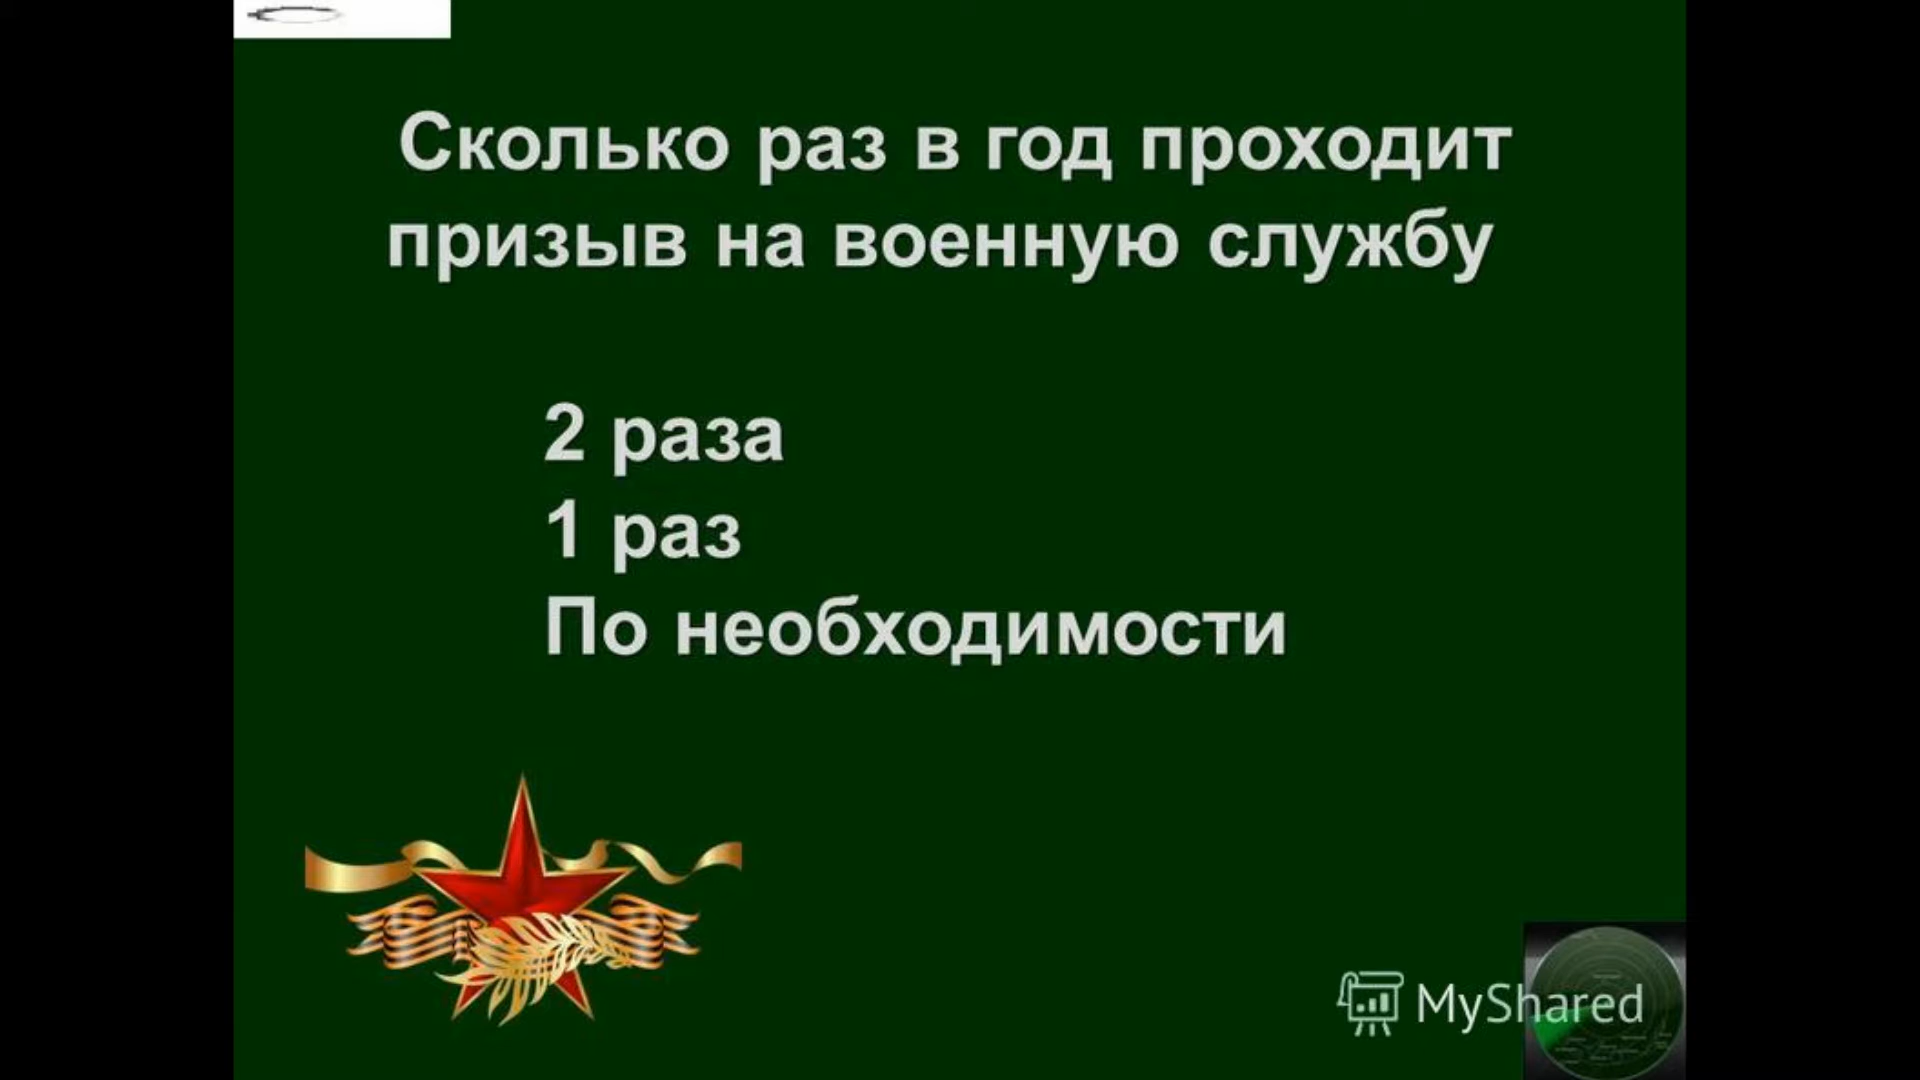 Сколько раз в год проходит
призыв на военную службу
2 раза
1 раз
По необходимости
MyShared